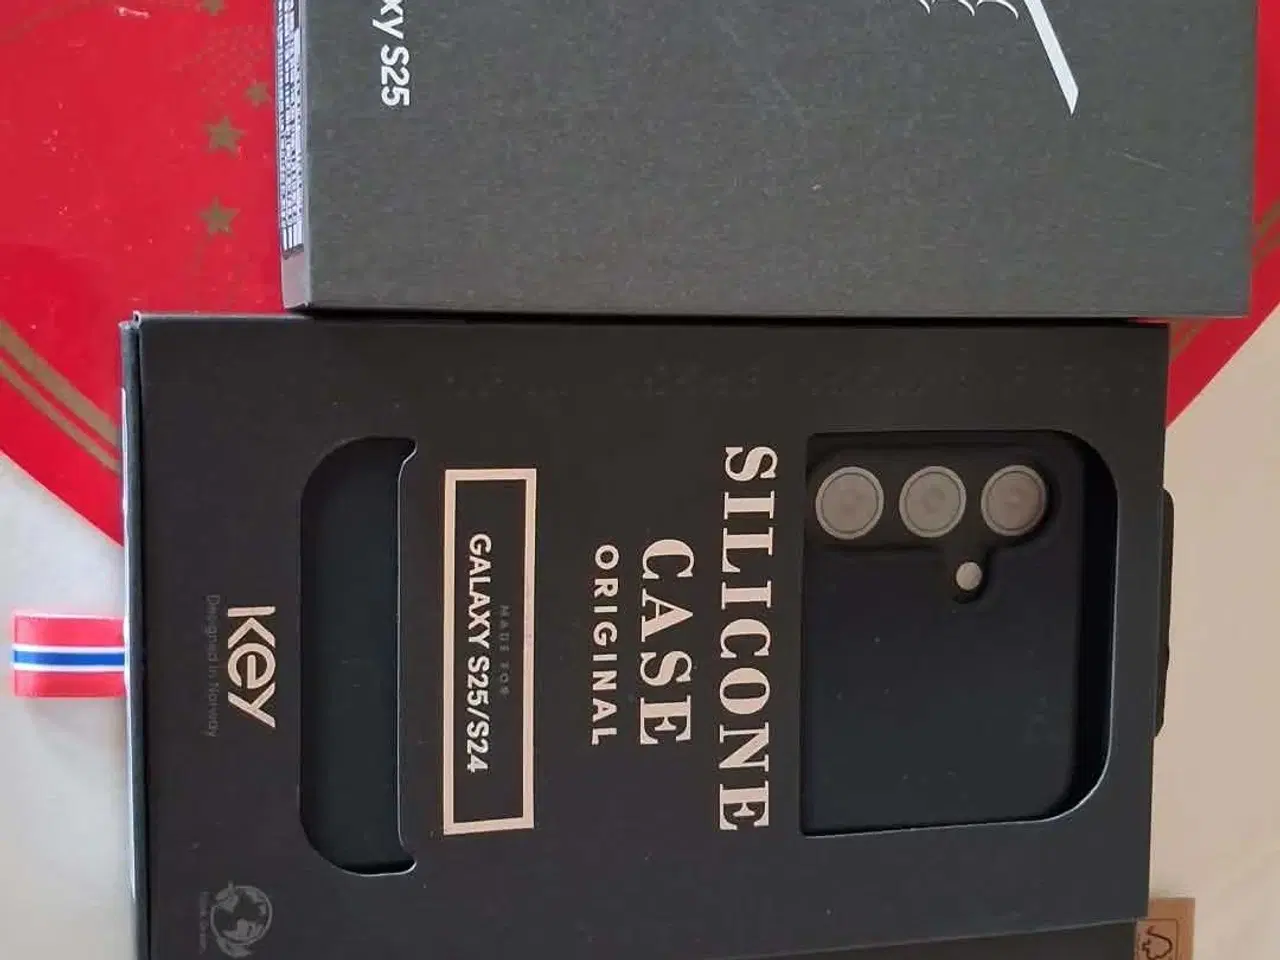 xy S25
SILICONE
CASE
ORIGINAL
MADE FOR
GALAXY S25/S24
Key
Designed in Norway